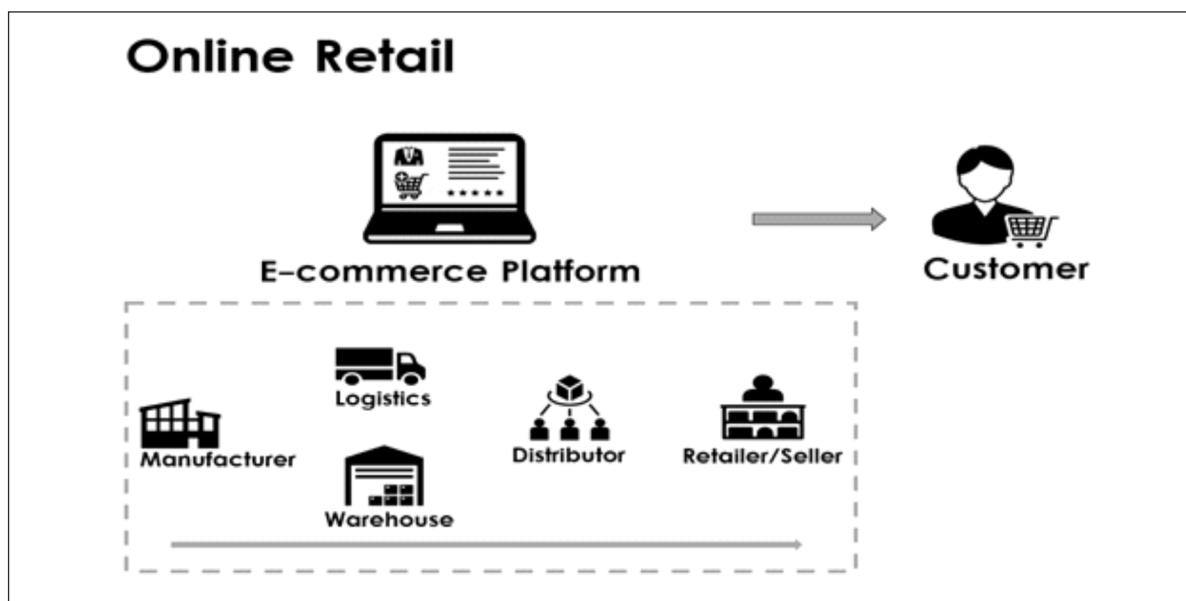 Online Retail
E-commerce Platform
Customer
Logistics
Manufacturer
Distributor
Retailer/Seller
Warehouse